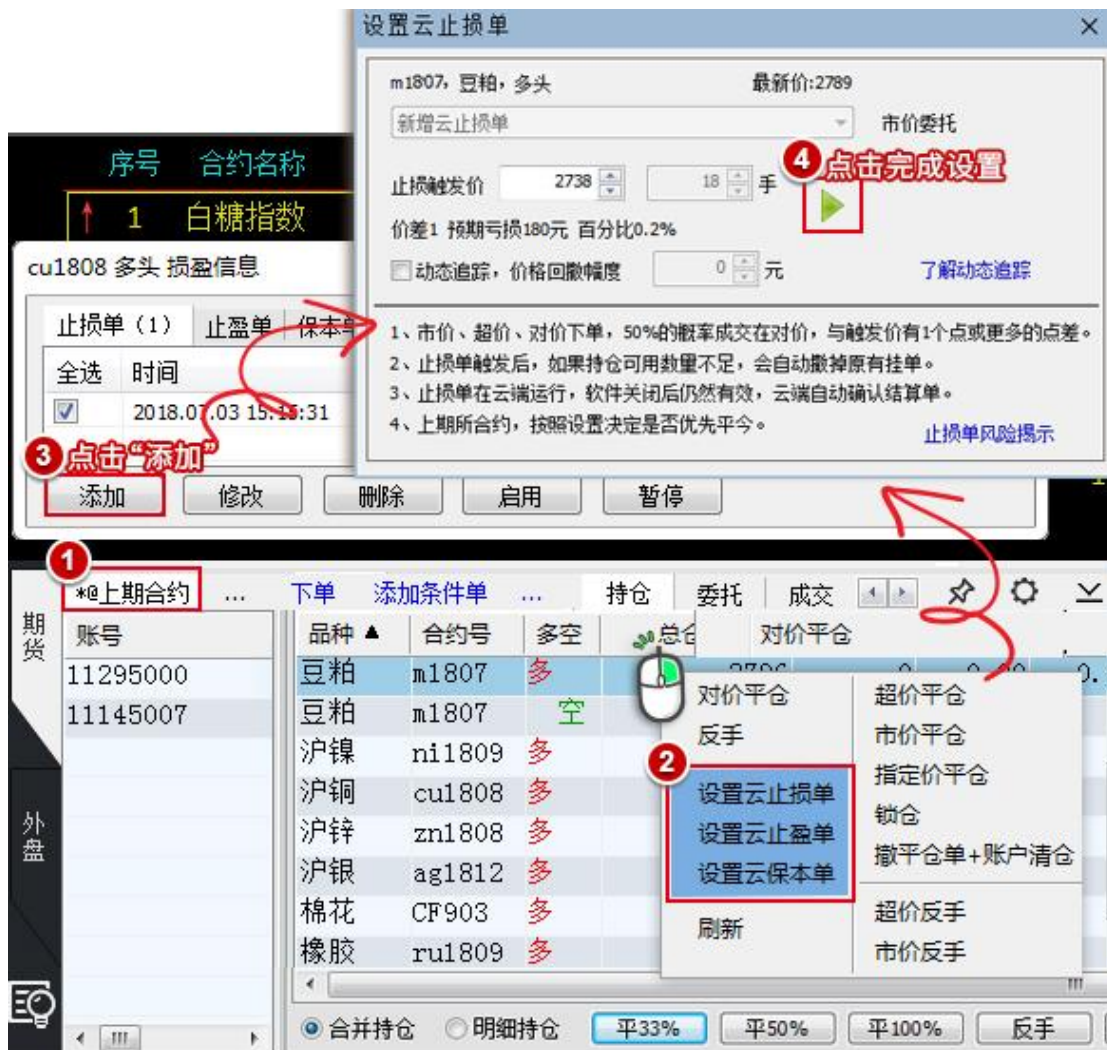 设置云止损单
m1807, 豆粕, 多头 最新价:2789
新增云止损单 市价委托
④ 点击完成设置
止损触发价 2738 18 手
价差1 预期亏损180元 百分比0.2%
动态追踪, 价格回撤幅度 0 元 了解动态追踪
1、市价、超价、对价下单, 50%的概率成交在对价, 与触发价有1个点或更多的点差。
2、止损单触发后, 如果持仓可用数量不足, 会自动撤掉原有挂单。
3、止损单在云端运行, 软件关闭后仍然有效, 云端自动确认结算单。
4、上期所合约, 按照设置决定是否优先平今。
止损单风险揭示
序号 合约名称
1 白糖指数
cu1808 多头 损盈信息
止损单 (1) 止盈单 保本单
全选 时间
2018.07.03 15:15:31
③ 点击“添加”
添加 修改 删除 启用 暂停
①
*@上期合约 ... 下单 添加条件单 ... 持仓 委托 成交
期货
外盘
账号
11295000
11145007
品种 ▲ 合约号 多空 总仓 对价平仓
豆粕 m1807 多
豆粕 m1807 空
沪镍 ni1809 多
沪铜 cu1808 多
沪锌 zn1808 多
沪银 ag1812 多
棉花 CF903 多
橡胶 ru1809 多
对价平仓
反手
②
设置云止损单
设置云止盈单
设置云保本单
刷新
超价平仓
市价平仓
指定价平仓
锁仓
撤平仓单+账户清仓
超价反手
市价反手
合并持仓 明细持仓 平33% 平50% 平100% 反手